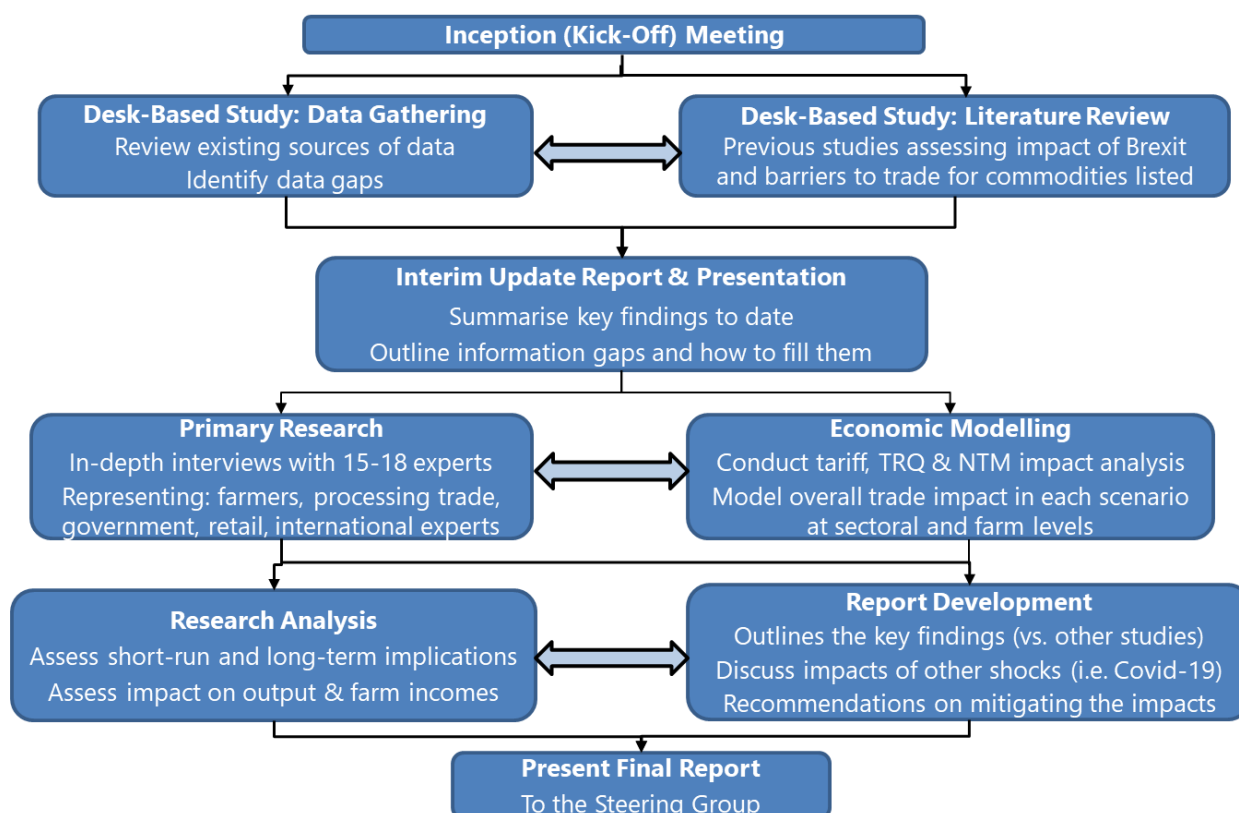 Inception (Kick-Off) Meeting
Desk-Based Study: Data Gathering
Review existing sources of data
Identify data gaps
Desk-Based Study: Literature Review
Previous studies assessing impact of Brexit
and barriers to trade for commodities listed
Interim Update Report & Presentation
Summarise key findings to date
Outline information gaps and how to fill them
Primary Research
In-depth interviews with 15-18 experts
Representing: farmers, processing trade,
government, retail, international experts
Economic Modelling
Conduct tariff, TRQ & NTM impact analysis
Model overall trade impact in each scenario
at sectoral and farm levels
Research Analysis
Assess short-run and long-term implications
Assess impact on output & farm incomes
Report Development
Outlines the key findings (vs. other studies)
Discuss impacts of other shocks (i.e. Covid-19)
Recommendations on mitigating the impacts
Present Final Report
To the Steering Group